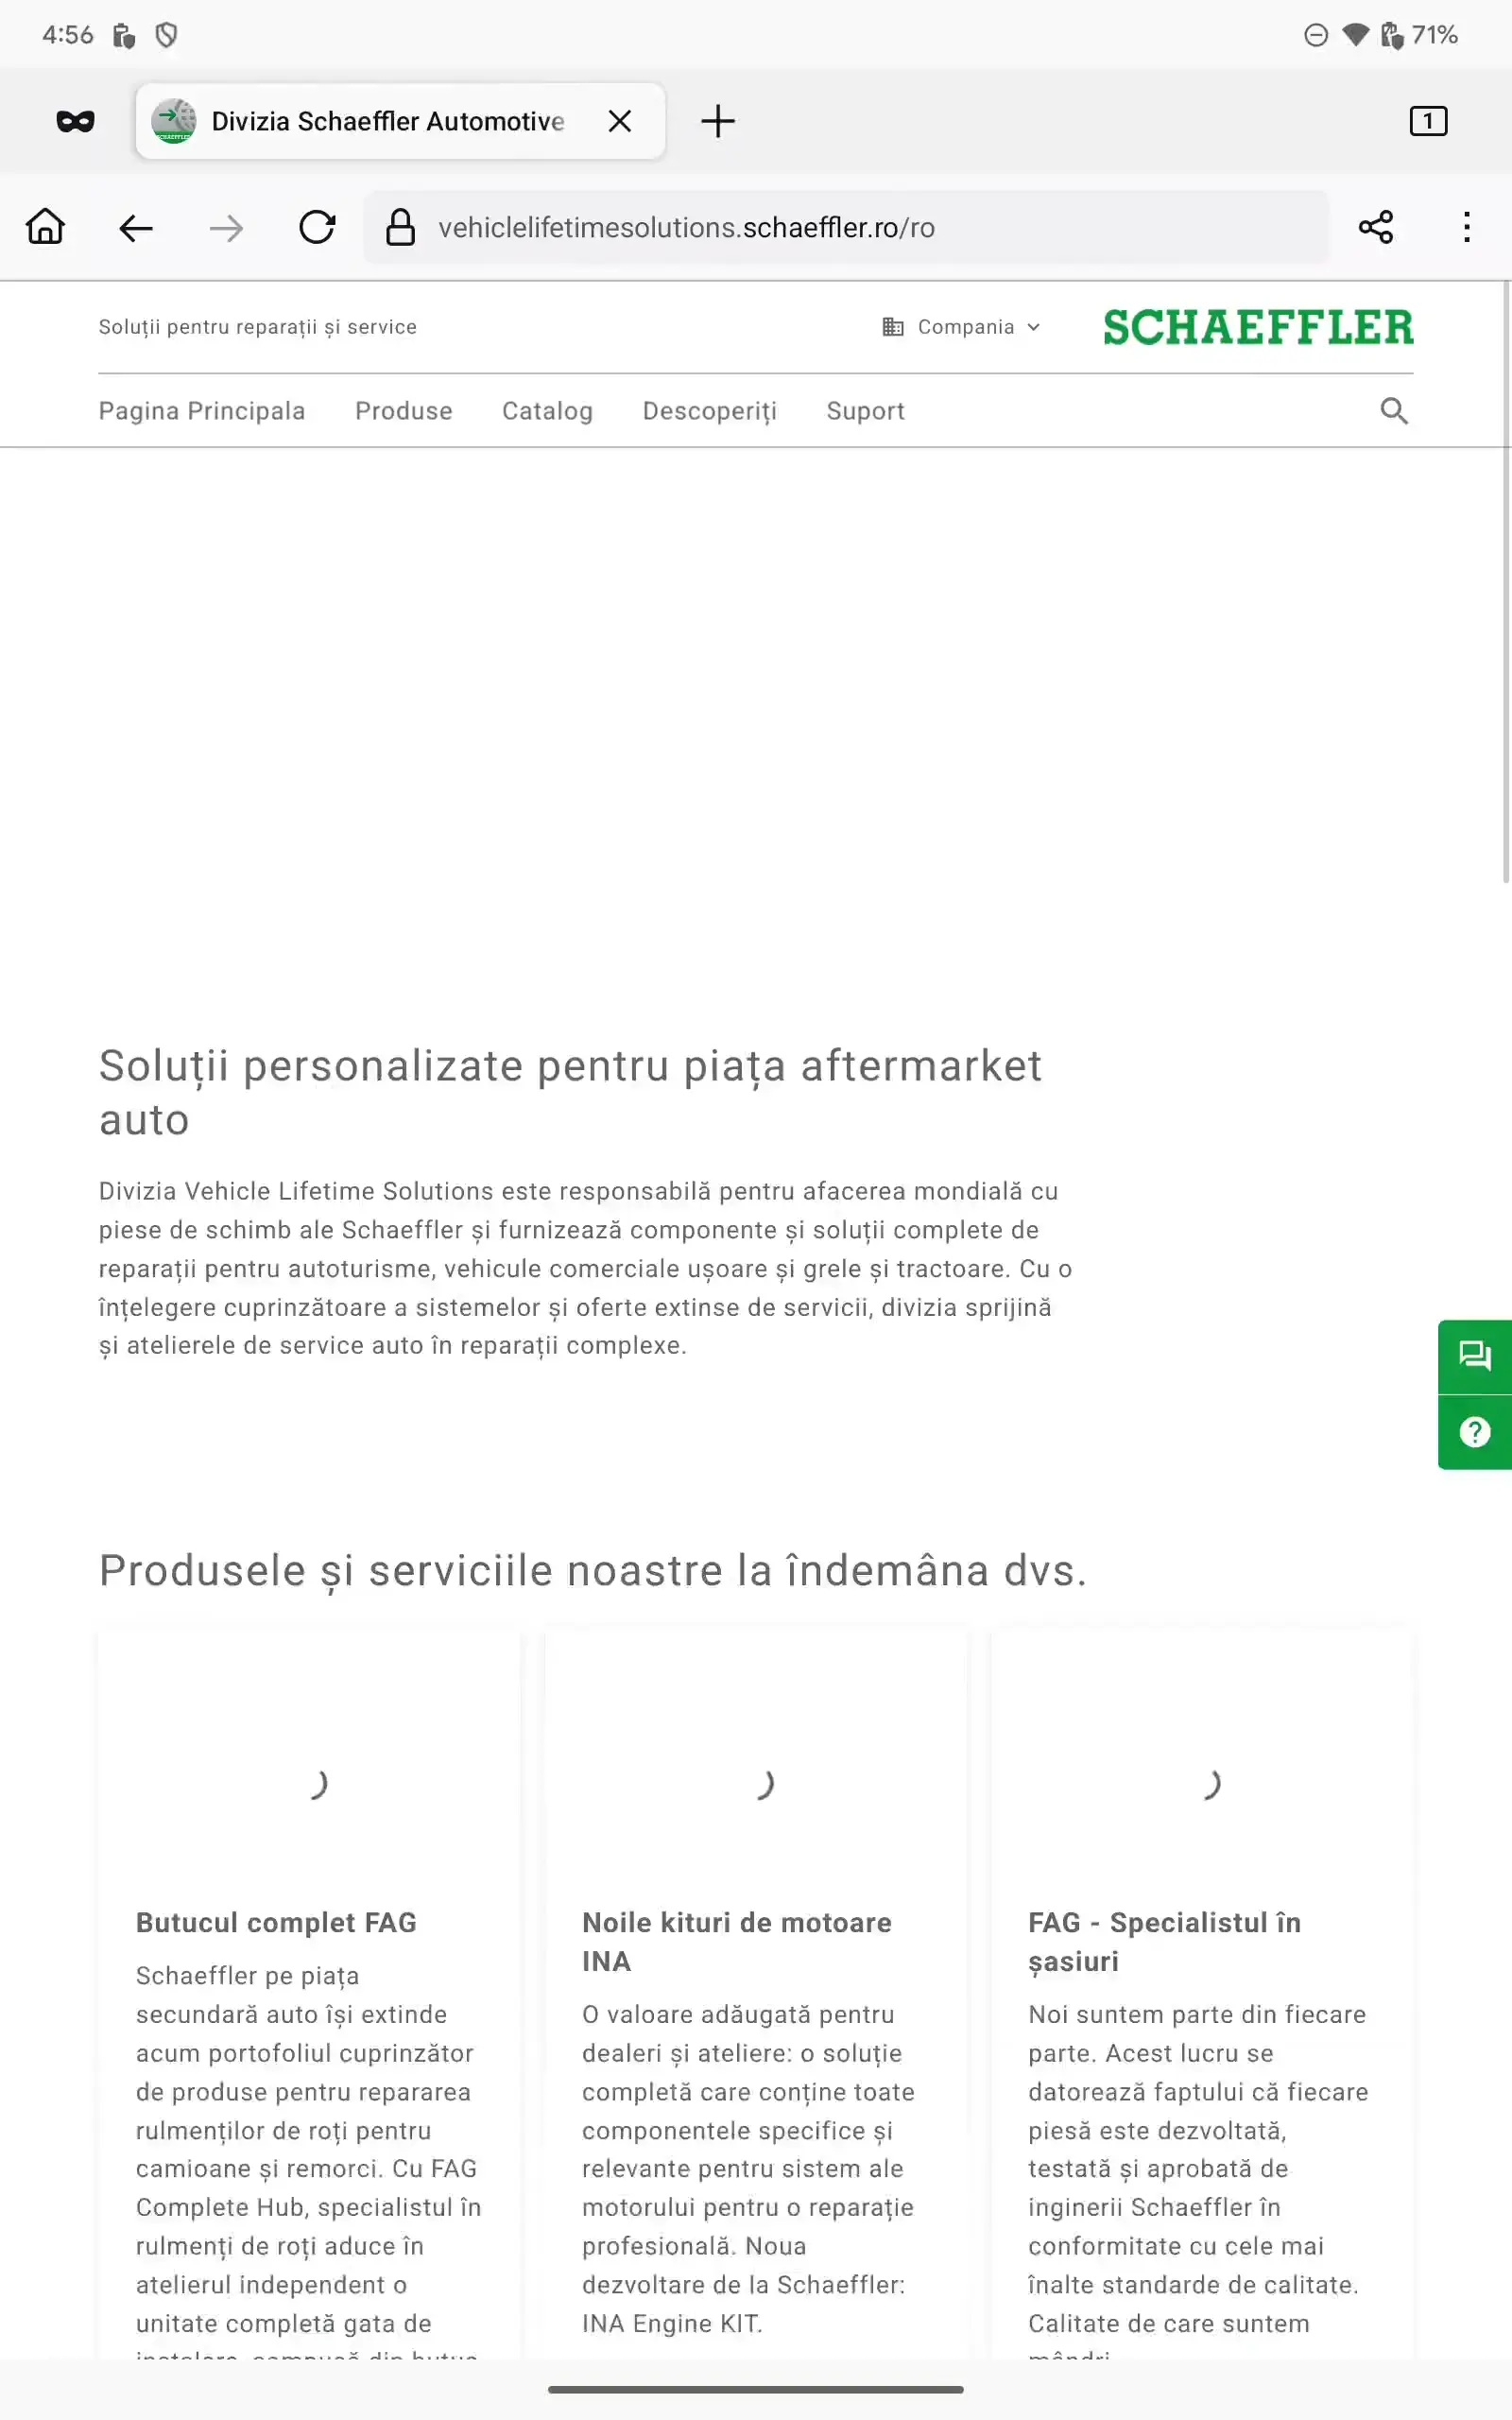 4:56
71%
Divizia Schaeffler Automotive
1
vehiclelifetimesolutions.schaeffler.ro/ro
Soluții pentru reparații și service
Compania
SCHAEFFLER
Pagina Principala
Produse
Catalog
Descoperiți
Suport
Soluții personalizate pentru piața aftermarket
auto
Divizia Vehicle Lifetime Solutions este responsabilă pentru afacerea mondială cu
piese de schimb ale Schaeffler și furnizează componente și soluții complete de
reparații pentru autoturisme, vehicule comerciale ușoare și grele și tractoare. Cu o
înțelegere cuprinzătoare a sistemelor și oferte extinse de servicii, divizia sprijină
și atelierele de service auto în reparații complexe.
Produsele și serviciile noastre la îndemâna dvs.
Butucul complet FAG
Schaeffler pe piața
secundară auto își extinde
acum portofoliul cuprinzător
de produse pentru repararea
rulmenților de roți pentru
camioane și remorci. Cu FAG
Complete Hub, specialistul în
rulmenți de roți aduce în
atelierul independent o
unitate completă gata de
instalare, compusă din butuc
Noile kituri de motoare
INA
O valoare adăugată pentru
dealeri și ateliere: o soluție
completă care conține toate
componentele specifice și
relevante pentru sistem ale
motorului pentru o reparație
profesională. Noua
dezvoltare de la Schaeffler:
INA Engine KIT.
FAG - Specialistul în
șasiuri
Noi suntem parte din fiecare
parte. Acest lucru se
datorează faptului că fiecare
piesă este dezvoltată,
testată și aprobată de
inginerii Schaeffler în
conformitate cu cele mai
înalte standarde de calitate.
Calitate de care suntem
mândri